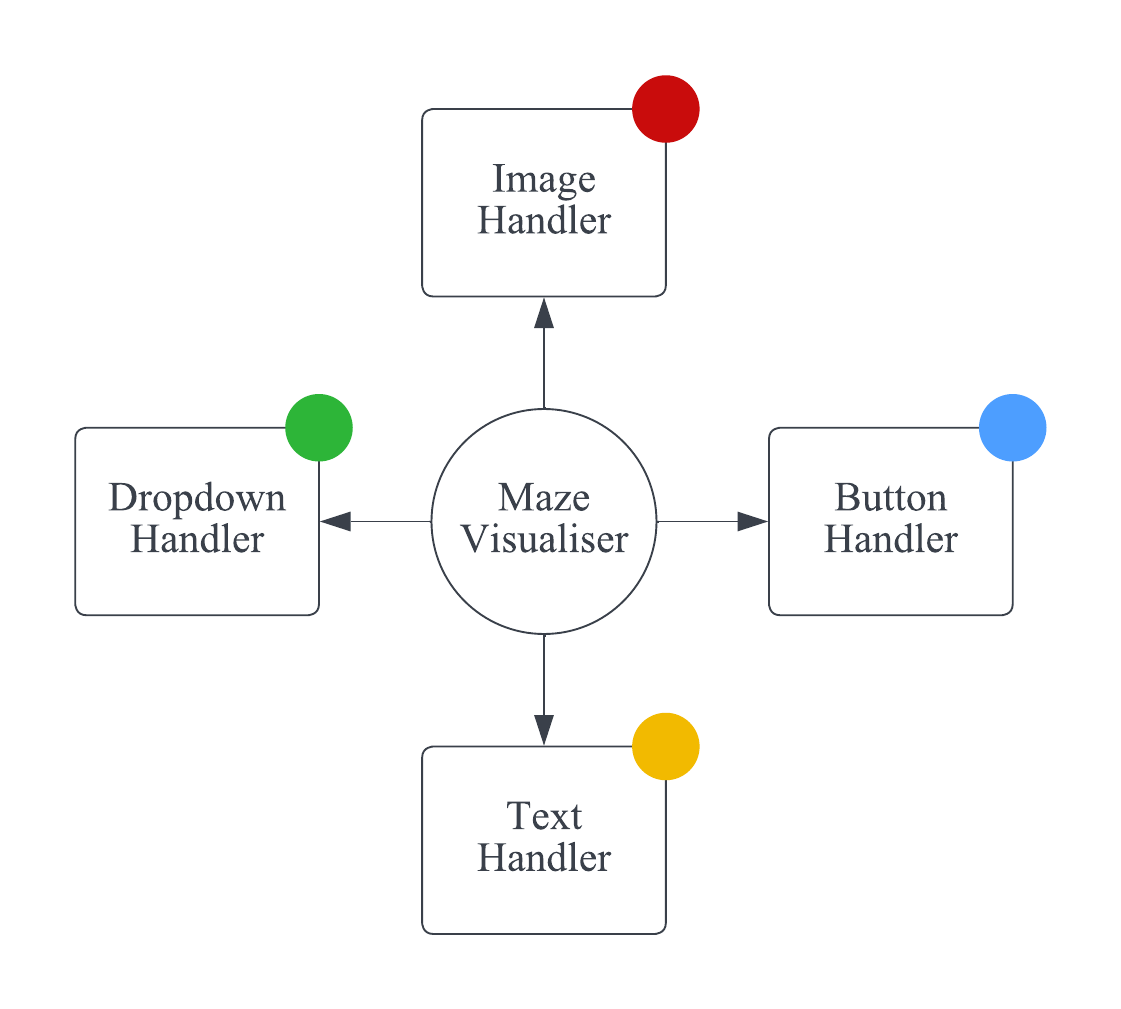 Image
Handler
Dropdown
Handler
Maze
Visualiser
Button
Handler
Text
Handler